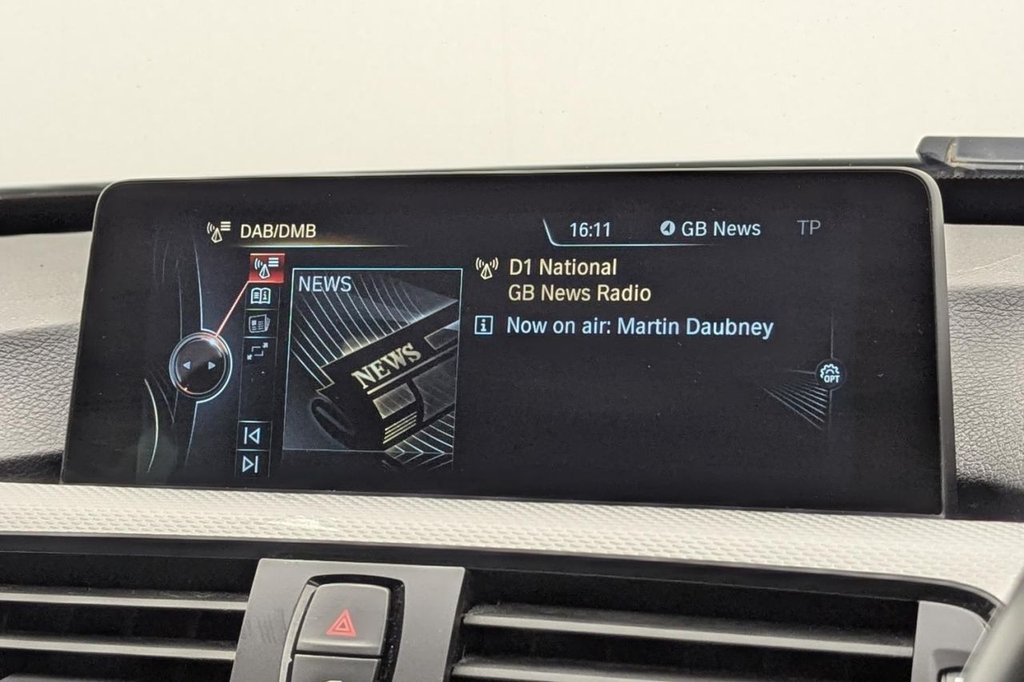 DAB/DMB
16:11
GB News
TP
NEWS
NEWS
D1 National
GB News Radio
Now on air: Martin Daubney
OPT